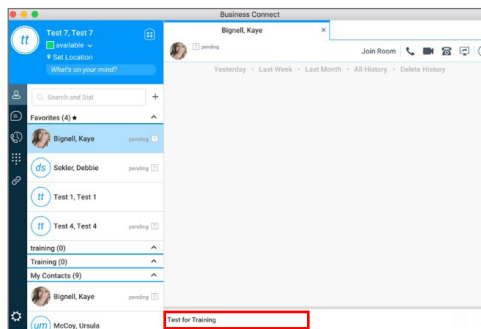 Business Connect
tt
Test 7, Test 7
available
Set Location
What's on your mind?
Bignell, Kaye ×
pending
Join Room
Yesterday • Last Week • Last Month • All History • Delete History
Search and Dial +
Favorites (4) ★
Bignell, Kaye pending
ds Sekler, Debbie pending
tt Test 1, Test 1
tt Test 4, Test 4 pending
training (0)
Training (0)
My Contacts (9)
Bignell, Kaye pending
um McCoy, Ursula
Test for Training